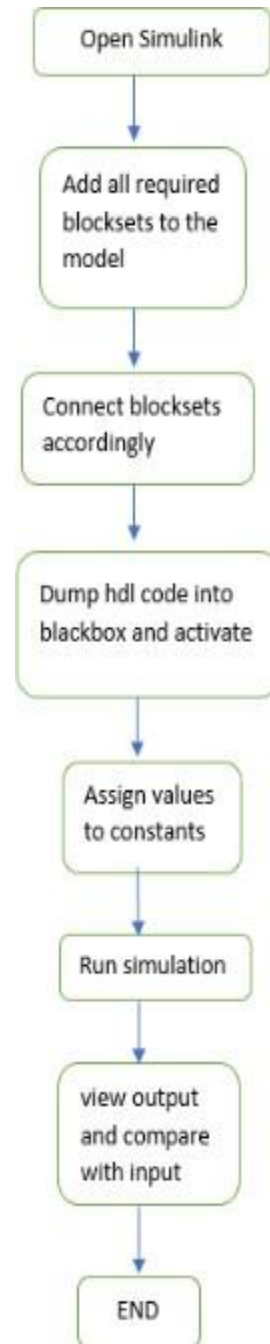 Open Simulink
Add all required
blocksets to the
model
Connect blocksets
accordingly
Dump hdl code into
blackbox and activate
Assign values
to constants
Run simulation
view output
and compare
with input
END